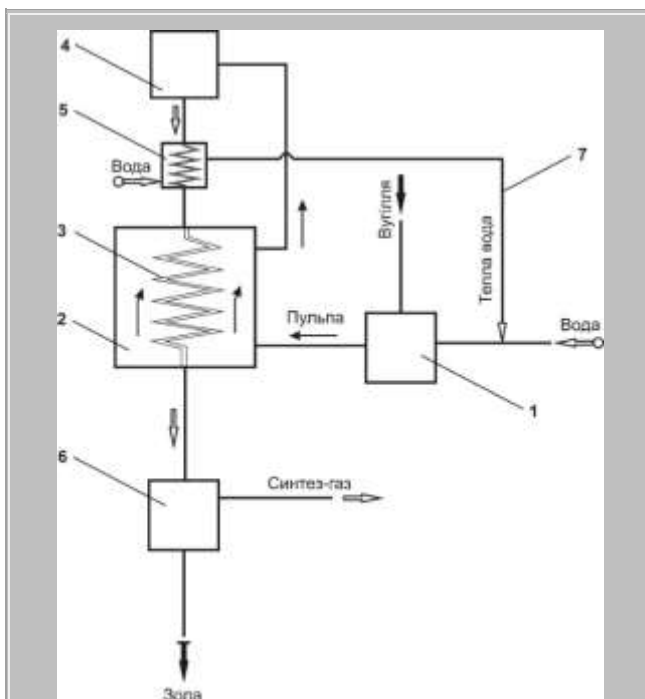 4
5
Вода
7
Вугілля
3
Тепла вода
2
Пульпа
Вода
1
6
Синтез-газ
Зола